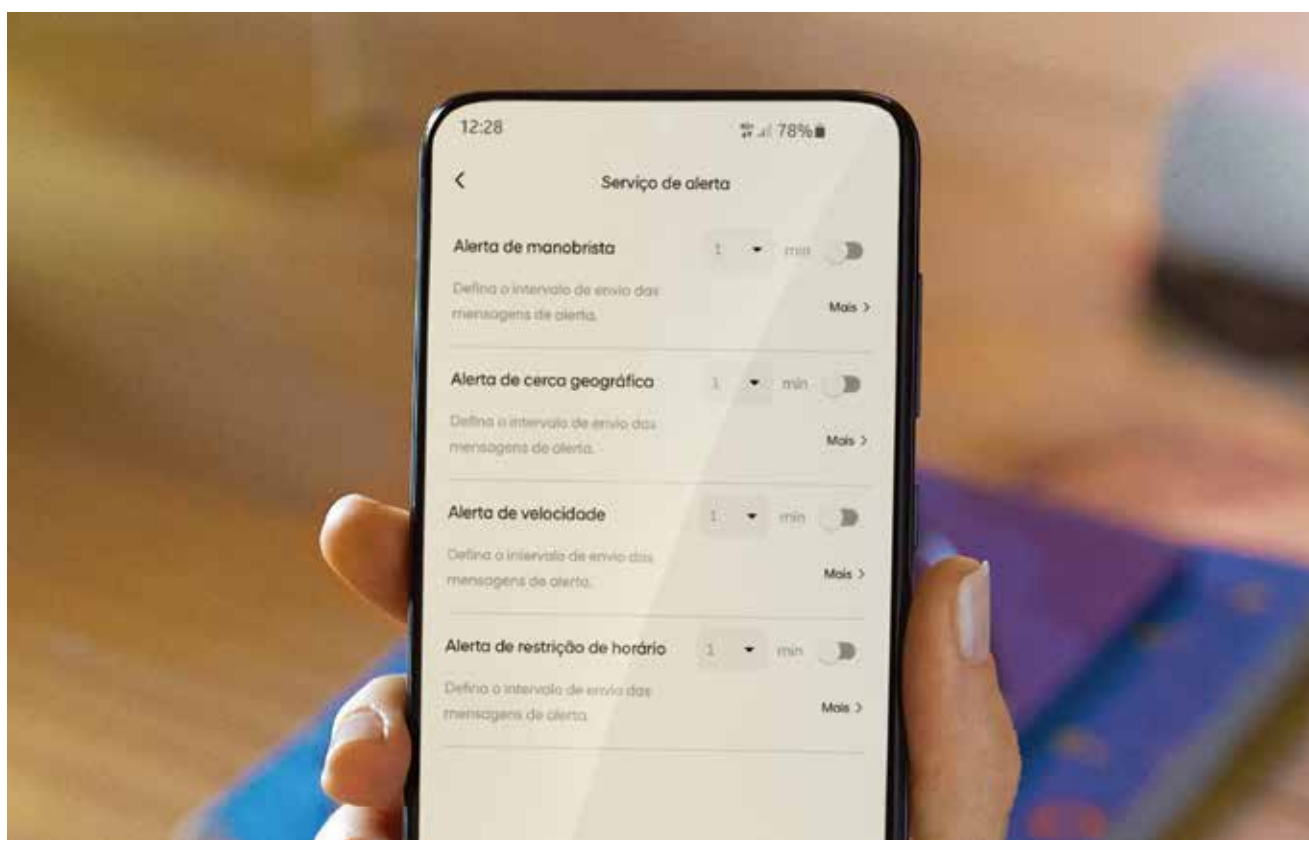 12:28 78%
Serviço de alerta
Alerta de manobrista 1 min
Defina o intervalo de envio das
mensagens de alerta.
Mais >
Alerta de cerca geográfica 1 min
Defina o intervalo de envio das
mensagens de alerta.
Mais >
Alerta de velocidade 1 min
Defina o intervalo de envio das
mensagens de alerta.
Mais >
Alerta de restrição de horário 1 min
Defina o intervalo de envio das
mensagens de alerta.
Mais >